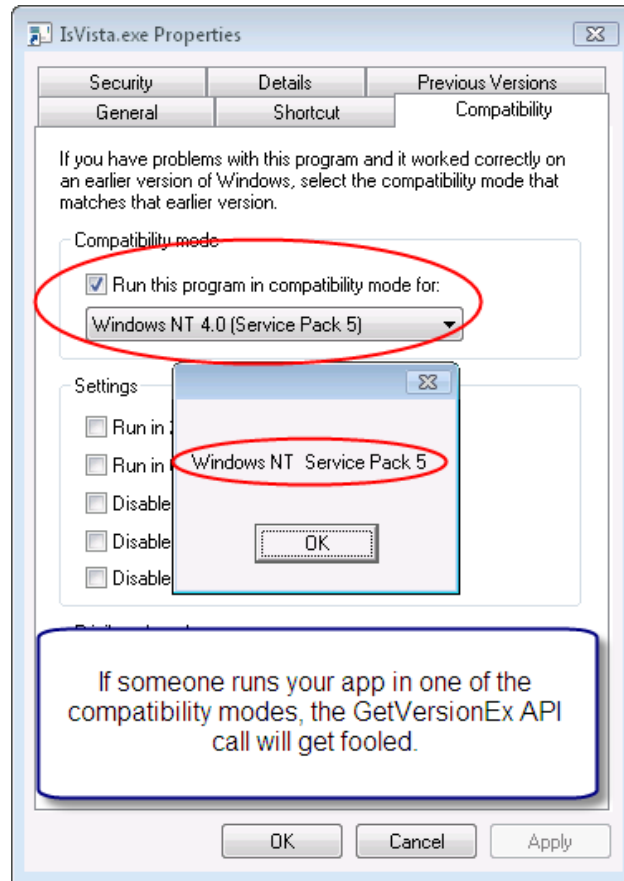 IsVista.exe Properties
Security Details Previous Versions
General Shortcut Compatibility
If you have problems with this program and it worked correctly on
an earlier version of Windows, select the compatibility mode that
matches that earlier version.
Compatibility mode
Run this program in compatibility mode for:
Windows NT 4.0 (Service Pack 5)
Settings
Run in
Run in
Windows NT Service Pack 5
Disable
Disable
OK
Disable
If someone runs your app in one of the
compatibility modes, the GetVersionEx API
call will get fooled.
OK Cancel Apply